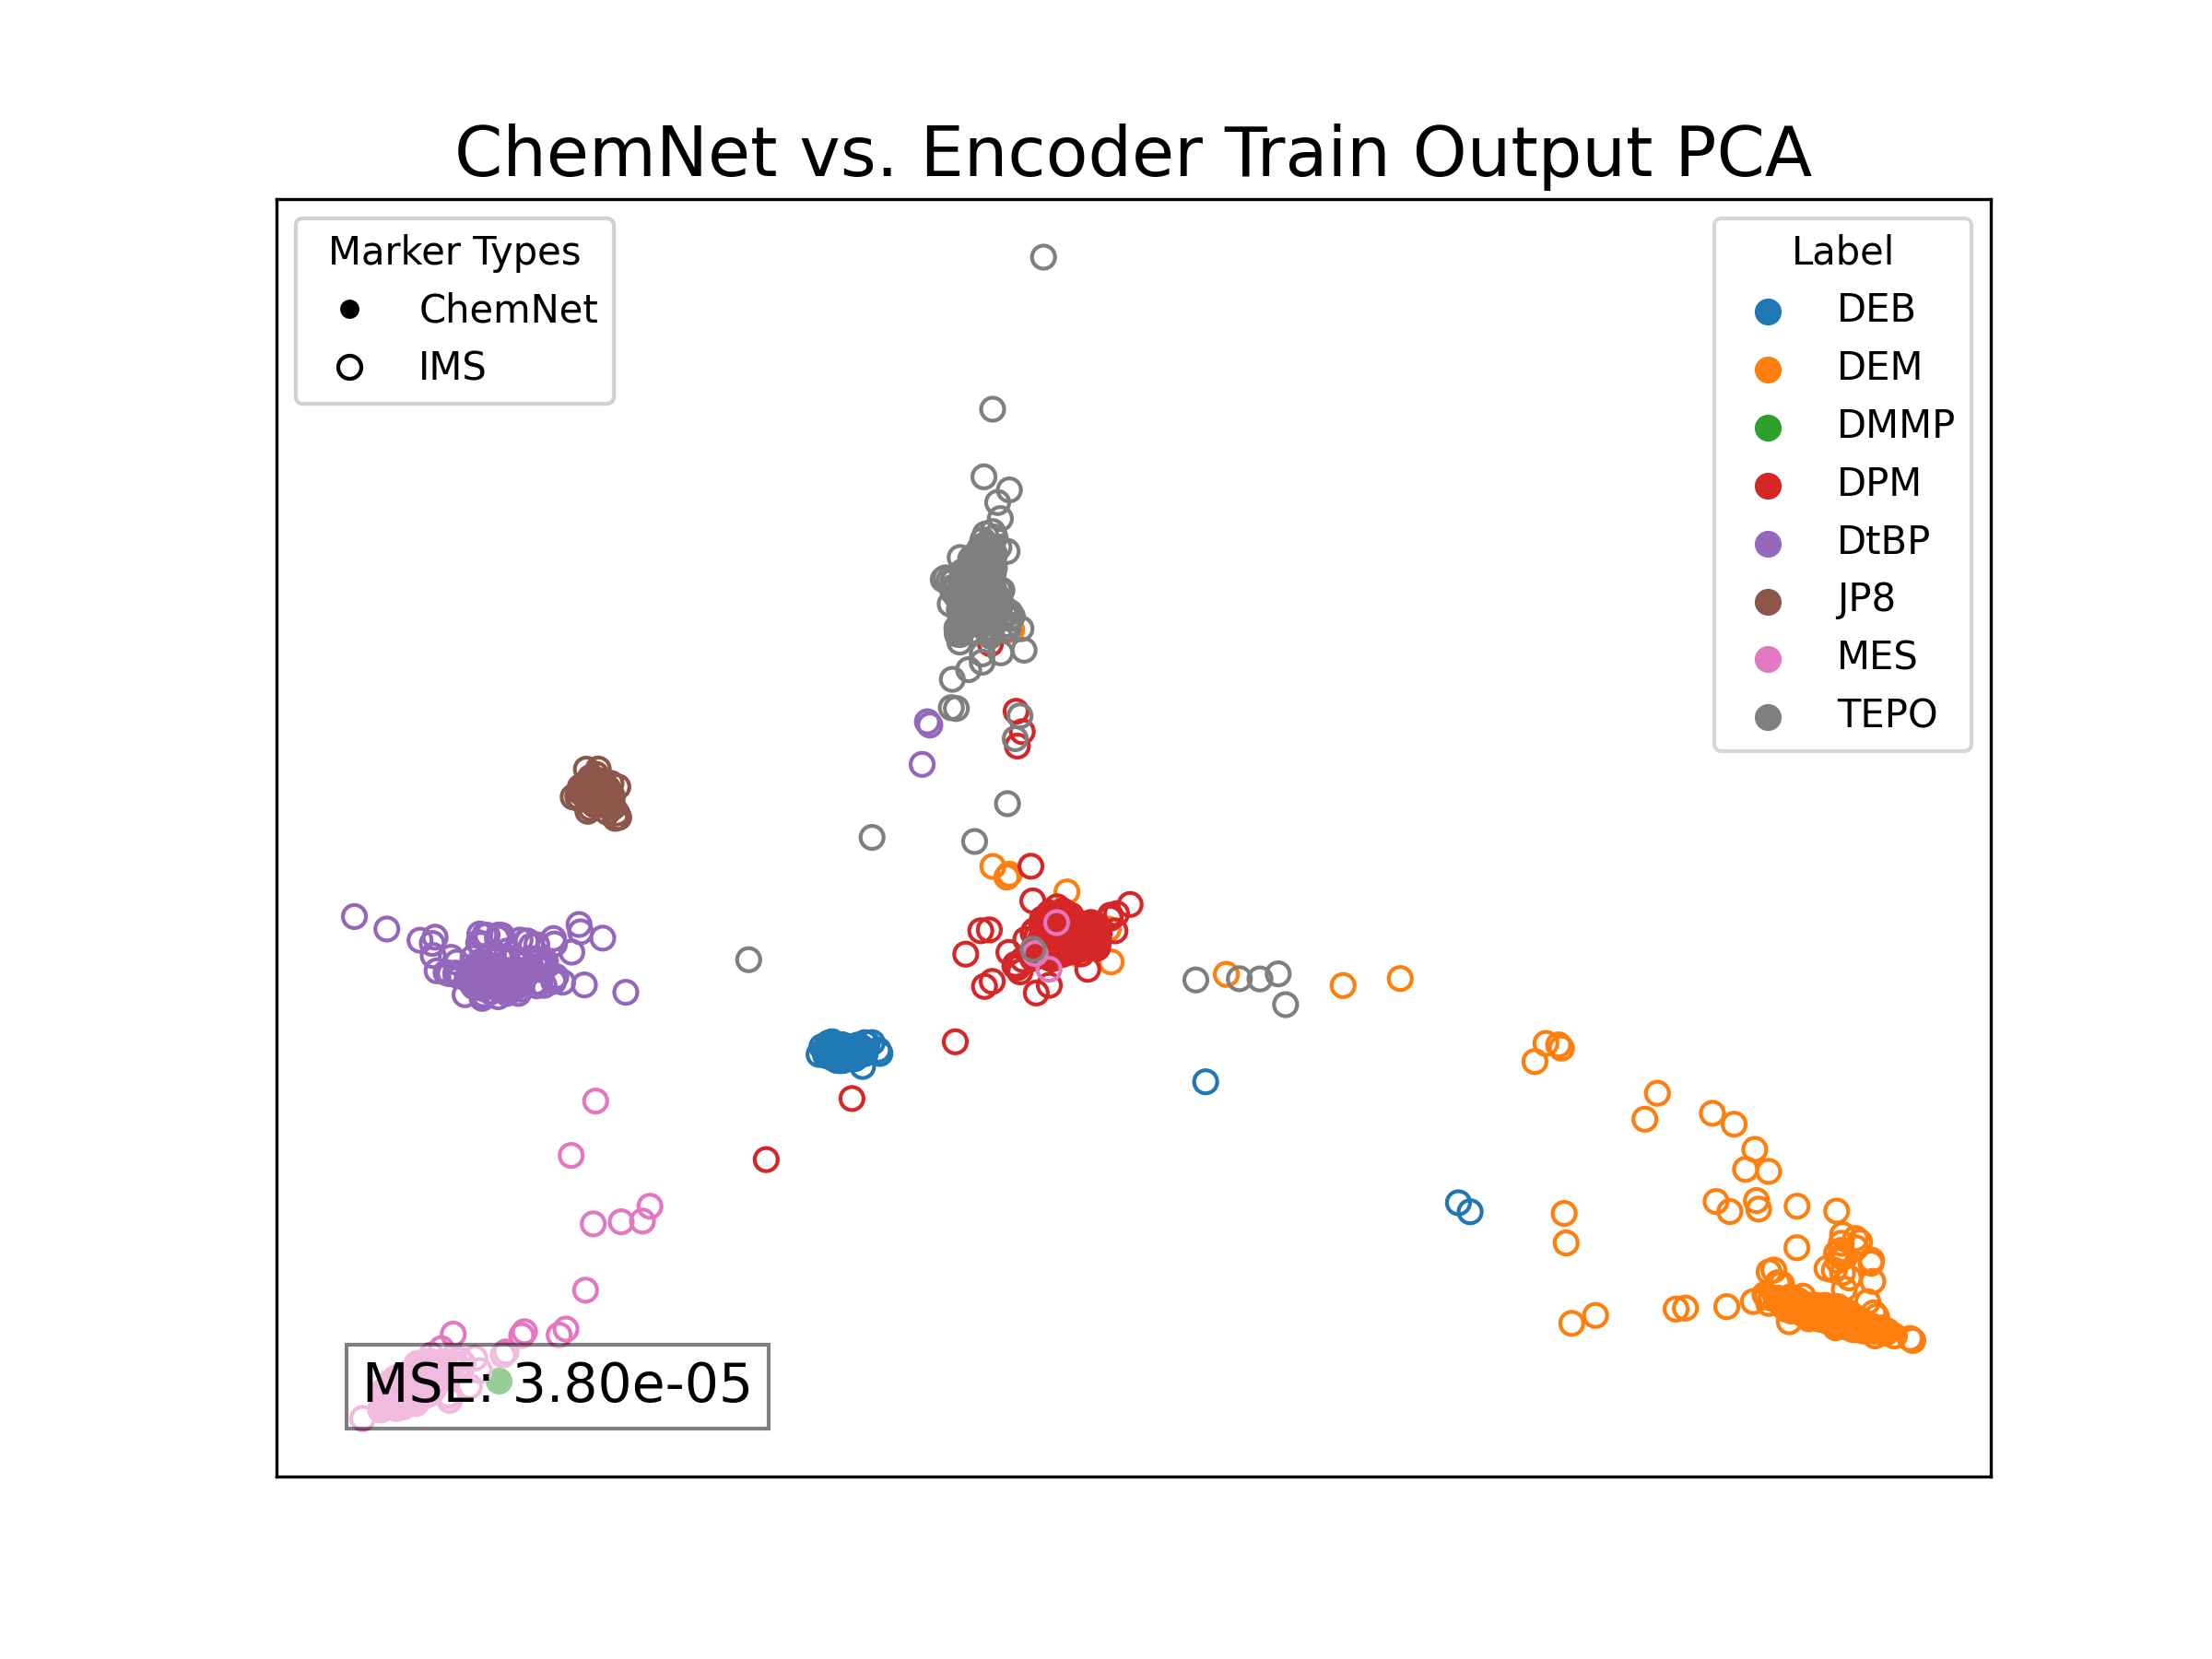 ChemNet vs. Encoder Train Output PCA
Marker Types
ChemNet
IMS
Label
DEB
DEM
DMMP
DPM
DtBP
JP8
MES
TEPO
MSE: 3.80e-05